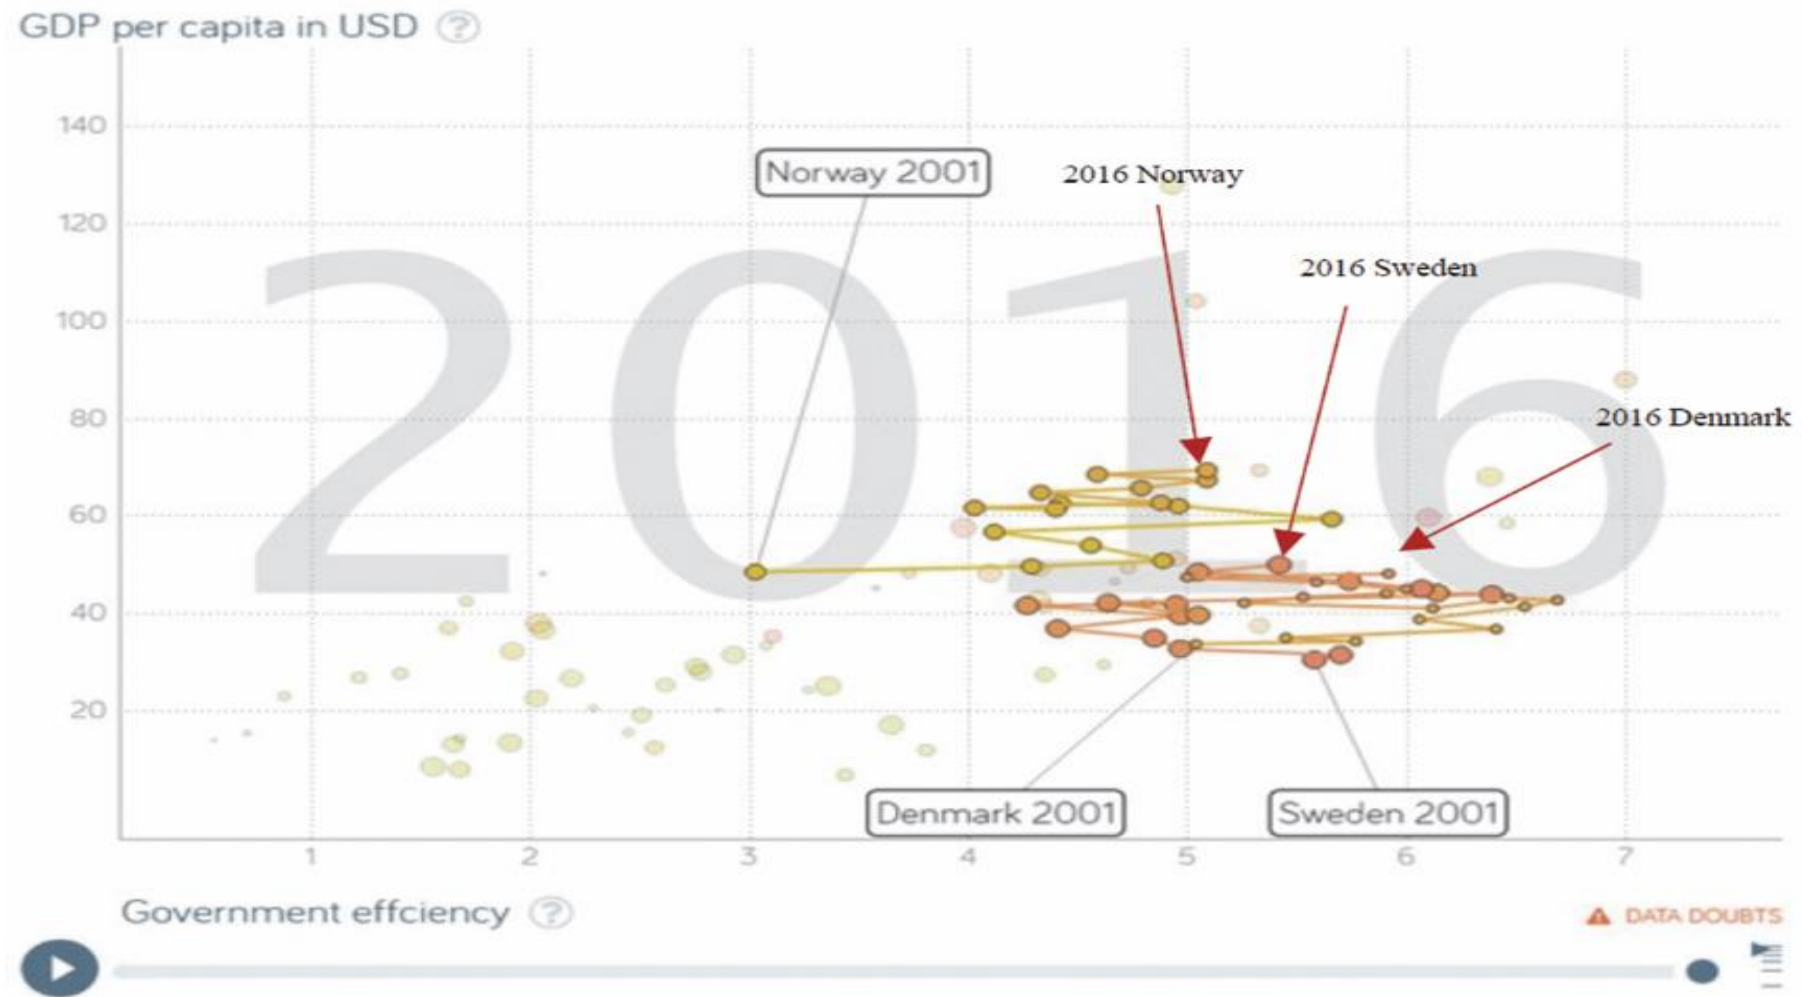 GDP per capita in USD ?
140
Norway 2001
2016 Norway
120
2016 Sweden
100
80
2016 Denmark
60
40
20
2016
Denmark 2001
Sweden 2001
1 2 3 4 5 6 7
Government effciency ?
DATA DOUBTS